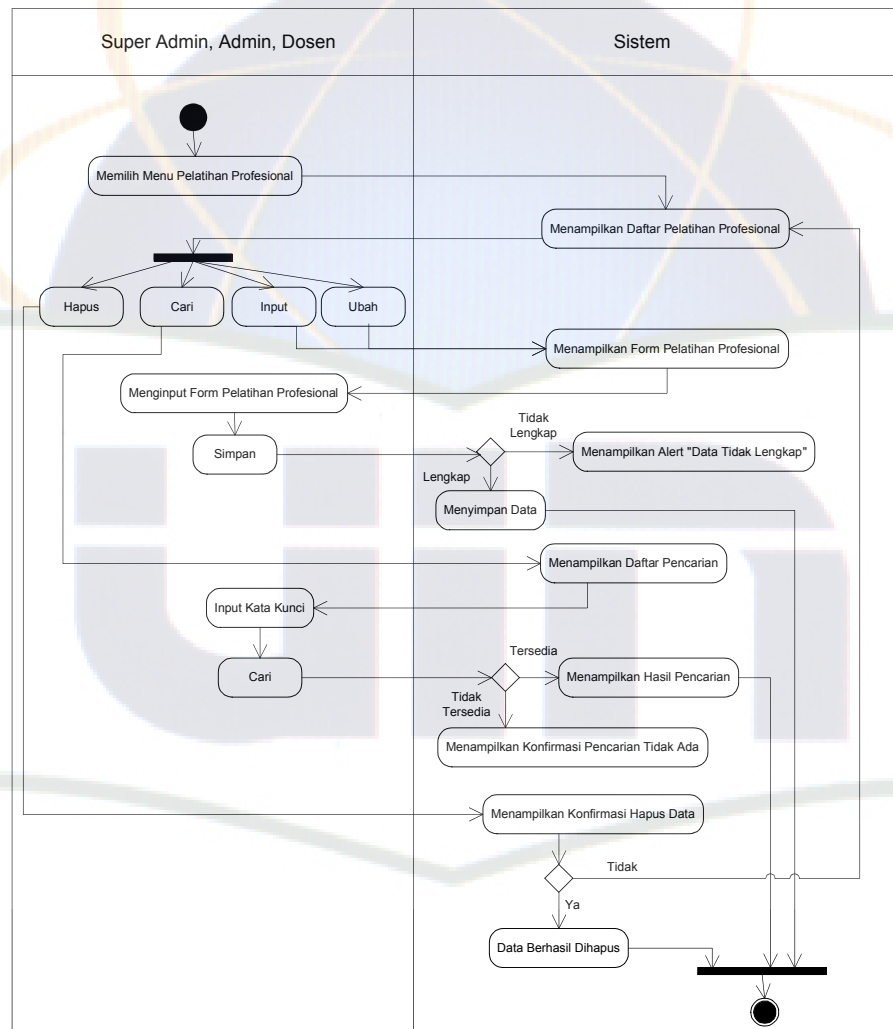 Super Admin, Admin, Dosen
Sistem
Memilih Menu Pelatihan Profesional
Menampilkan Daftar Pelatihan Profesional
Hapus
Cari
Input
Ubah
Menampilkan Form Pelatihan Profesional
Menginput Form Pelatihan Profesional
Tidak
Lengkap
Simpan
Menampilkan Alert "Data Tidak Lengkap"
Lengkap
Menyimpan Data
Menampilkan Daftar Pencarian
Input Kata Kunci
Tersedia
Cari
Menampilkan Hasil Pencarian
Tidak
Tersedia
Menampilkan Konfirmasi Pencarian Tidak Ada
Menampilkan Konfirmasi Hapus Data
Tidak
Ya
Data Berhasil Dihapus